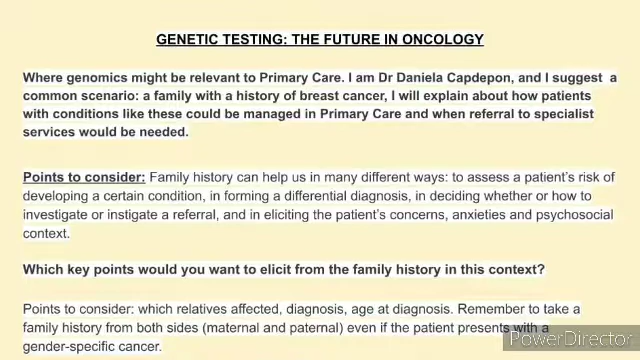 GENETIC TESTING: THE FUTURE IN ONCOLOGY
Where genomics might be relevant to Primary Care. I am Dr Daniela Capdepon, and I suggest a
common scenario: a family with a history of breast cancer, I will explain about how patients
with conditions like these could be managed in Primary Care and when referral to specialist
services would be needed.
Points to consider: Family history can help us in many different ways: to assess a patient's risk of
developing a certain condition, in forming a differential diagnosis, in deciding whether or how to
investigate or instigate a referral, and in eliciting the patient's concerns, anxieties and psychosocial
context.
Which key points would you want to elicit from the family history in this context?
Points to consider: which relatives affected, diagnosis, age at diagnosis. Remember to take a
family history from both sides (maternal and paternal) even if the patient presents with a
gender-specific cancer.
PowerDirector